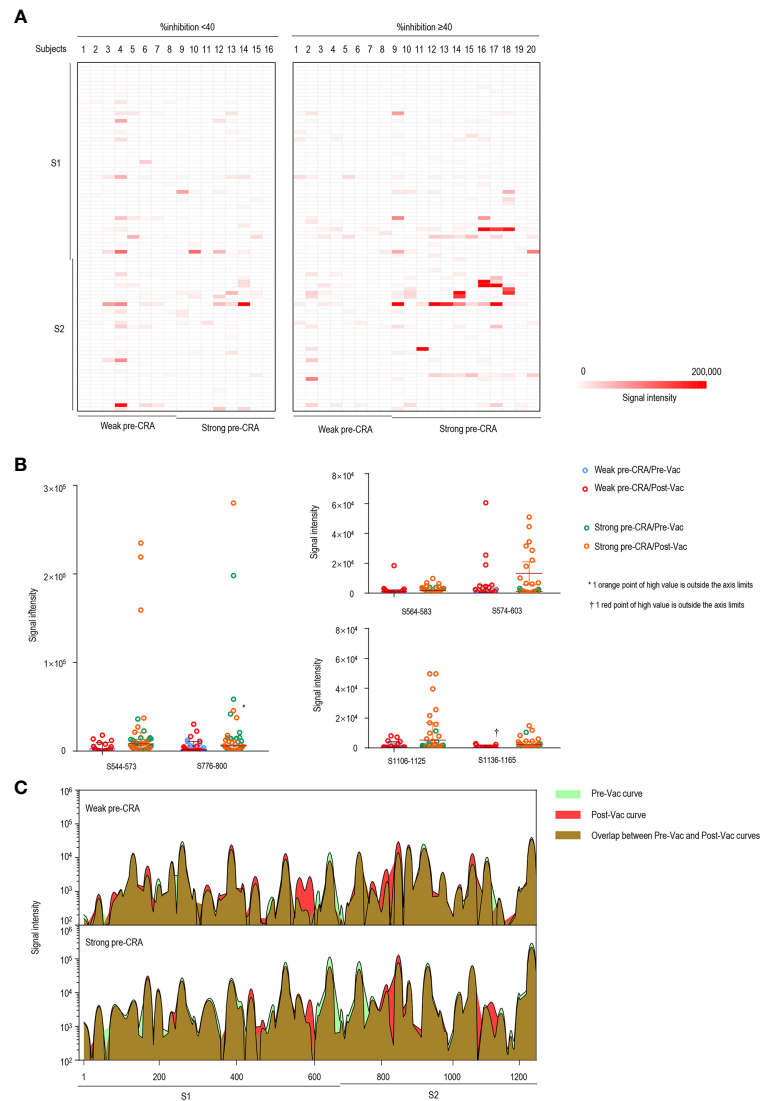 A
%inhibition <40
%inhibition ≥40
Subjects
1 2 3 4 5 6 7 8 9 10 11 12 13 14 15 16
1 2 3 4 5 6 7 8 9 10 11 12 13 14 15 16 17 18 19 20
S1
S2
0
200,000
Signal intensity
Weak pre-CRA
Strong pre-CRA
Weak pre-CRA
Strong pre-CRA
B
Signal intensity
3×10⁵
2×10⁵
1×10⁵
0
S544-573
S776-800
*
Signal intensity
8×10⁴
6×10⁴
4×10⁴
2×10⁴
0
S564-583
S574-603
Signal intensity
8×10⁴
6×10⁴
4×10⁴
2×10⁴
0
†
S1106-1125
S1136-1165
Weak pre-CRA/Pre-Vac
Weak pre-CRA/Post-Vac
Strong pre-CRA/Pre-Vac
Strong pre-CRA/Post-Vac
* 1 orange point of high value is outside the axis limits
† 1 red point of high value is outside the axis limits
C
Signal intensity
10⁶
10⁵
10⁴
10³
10²
Weak pre-CRA
10⁶
10⁵
10⁴
10³
10²
Strong pre-CRA
1 200 400 600 800 1000 1200
S1
S2
Pre-Vac curve
Post-Vac curve
Overlap between Pre-Vac and Post-Vac curves